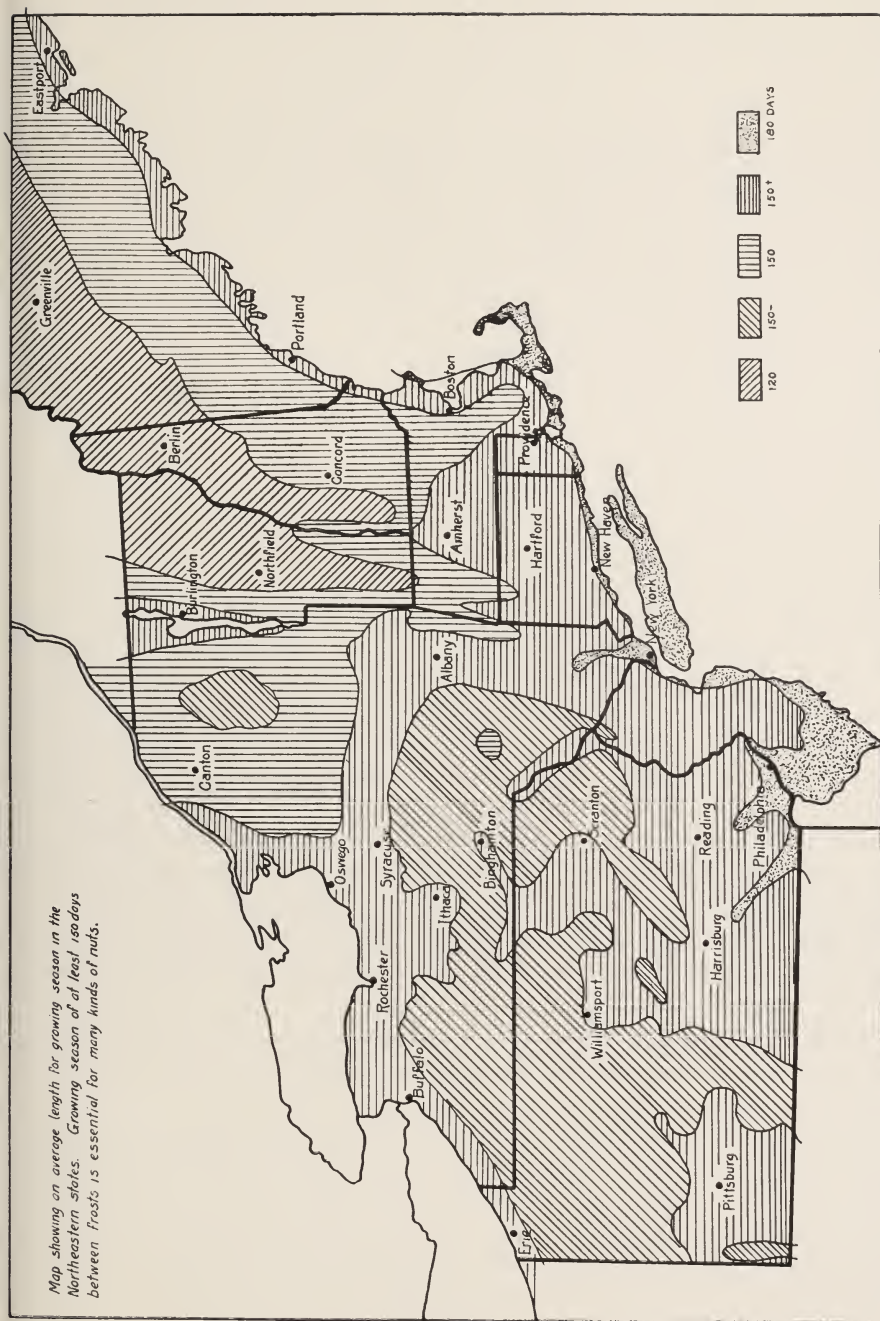 Map showing an average length for growing season in the
Northeastern states. Growing season of at least 150 days
between frosts is essential for many kinds of nuts.
Eastport
Greenville
Portland
Berlin
Concord
Boston
Burlington
Northfield
Amherst
Providence
Hartford
New Haven
Albany
New York
Canton
Oswego
Syracuse
Binghamton
Scranton
Ithaca
Rochester
Reading
Philadelphia
Harrisburg
Williamsport
Buffalo
Erie
Pittsburg
120
150-
150
150+
180 DAYS